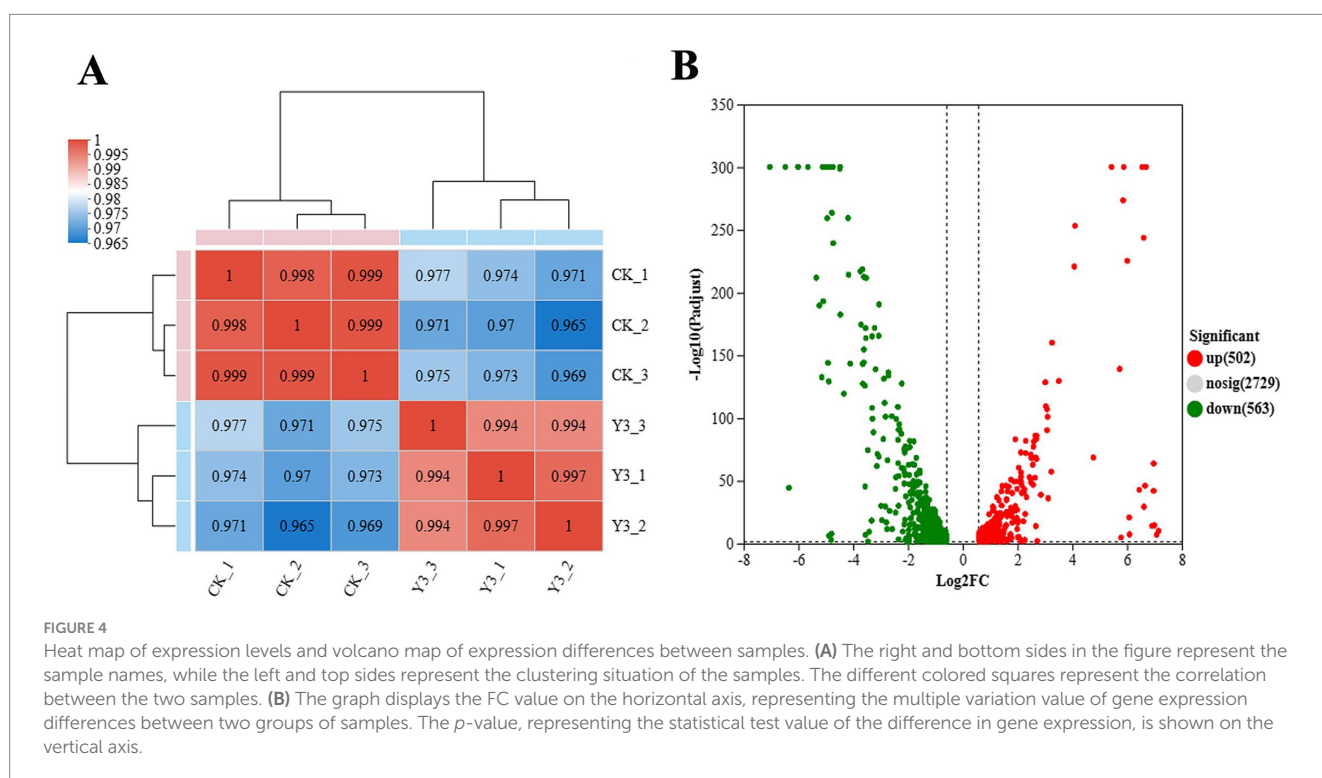 A
1
0.995
0.99
0.985
0.98
0.975
0.97
0.965
1 0.998 0.999 0.977 0.974 0.971 CK_1
0.998 1 0.999 0.971 0.97 0.965 CK_2
0.999 0.999 1 0.975 0.973 0.969 CK_3
0.977 0.971 0.975 1 0.994 0.994 Y3_3
0.974 0.97 0.973 0.994 1 0.997 Y3_1
0.971 0.965 0.969 0.994 0.997 1 Y3_2
CK_1 CK_2 CK_3 Y3_3 Y3_1 Y3_2
B
-Log10(Padjust)
350
300
250
200
150
100
50
0
-8 -6 -4 -2 0 2 4 6 8
Log2FC
Significant
up(502)
nosig(2729)
down(563)
FIGURE 4
Heat map of expression levels and volcano map of expression differences between samples. (A) The right and bottom sides in the figure represent the
sample names, while the left and top sides represent the clustering situation of the samples. The different colored squares represent the correlation
between the two samples. (B) The graph displays the FC value on the horizontal axis, representing the multiple variation value of gene expression
differences between two groups of samples. The p-value, representing the statistical test value of the difference in gene expression, is shown on the
vertical axis.